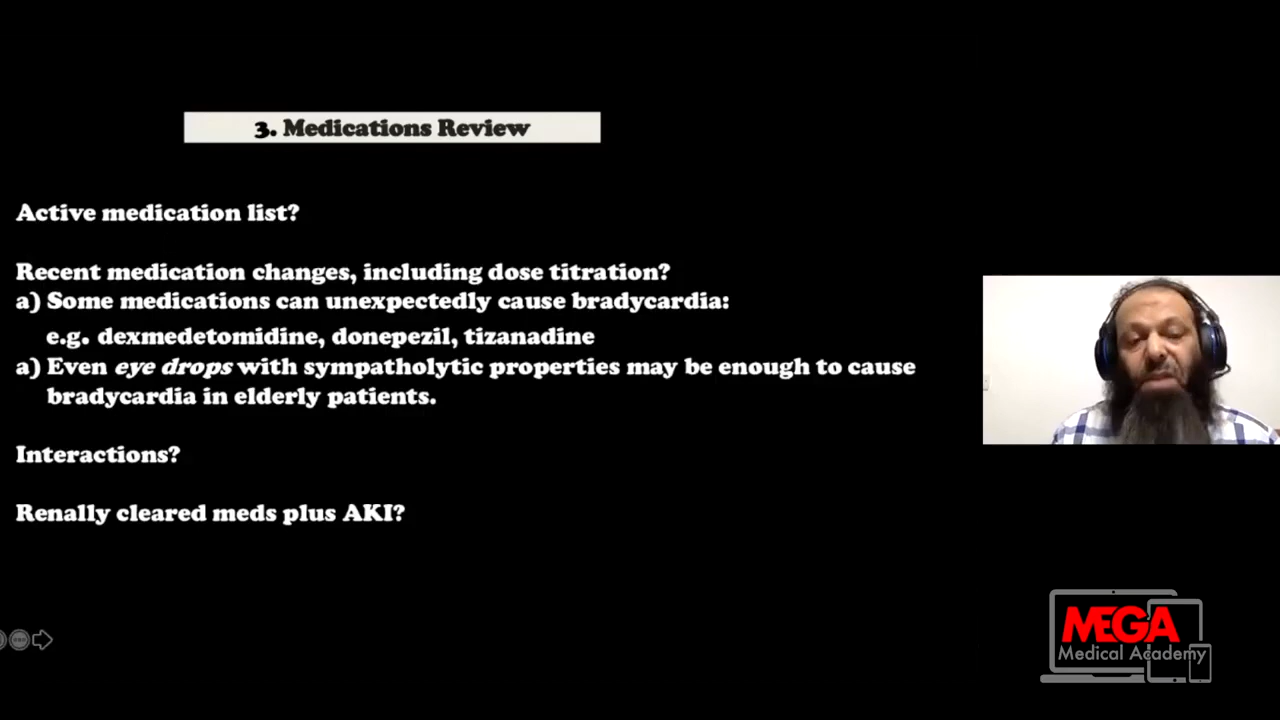 3. Medications Review
Active medication list?
Recent medication changes, including dose titration?
a) Some medications can unexpectedly cause bradycardia:
e.g. dexmedetomidine, donepezil, tizanadine
a) Even eye drops with sympatholytic properties may be enough to cause
bradycardia in elderly patients.
Interactions?
Renally cleared meds plus AKI?
MEGA
Medical Academy